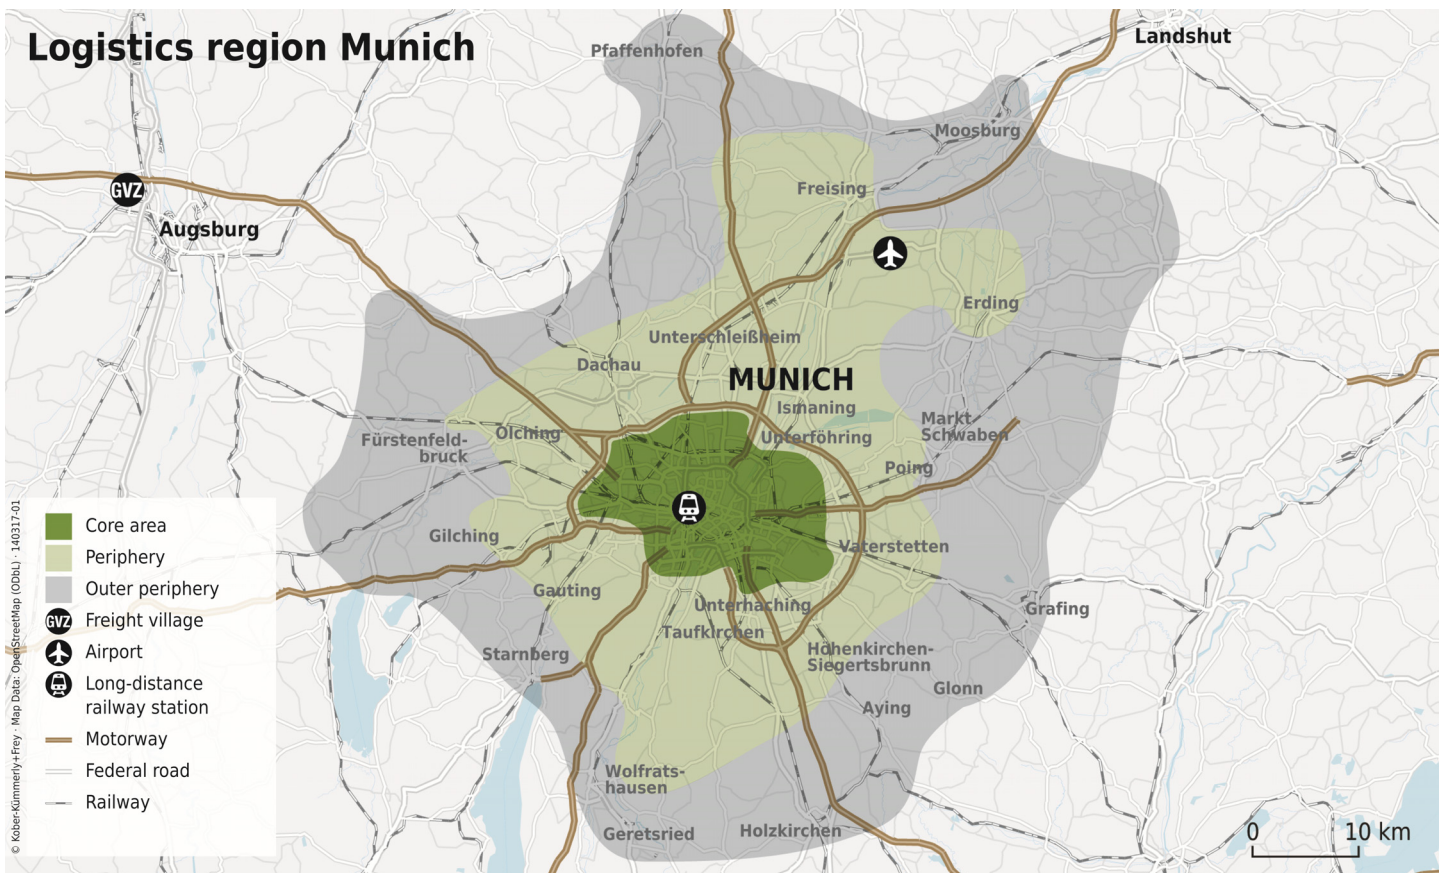 Logistics region Munich
Pfaffenhofen
Landshut
Moosburg
GVZ
Freising
Augsburg
Erding
Unterschleißheim
Dachau
MUNICH
Ismaning
Markt-
Schwaben
Olching
Unterföhring
Fürstenfeld-
bruck
Poing
Gilching
Vaterstetten
Gauting
Unterhaching
Grafing
Taufkirchen
Starnberg
Höhenkirchen-
Siegertsbrunn
Glonn
Aying
Wolfrats-
hausen
Geretsried
Holzkirchen
Core area
Periphery
Outer periphery
GVZ Freight village
Airport
Long-distance
railway station
Motorway
Federal road
Railway
© Kober-Kümmerly+Frey · Map Data: OpenStreetMap (ODbL) · 140317-01
0 10 km